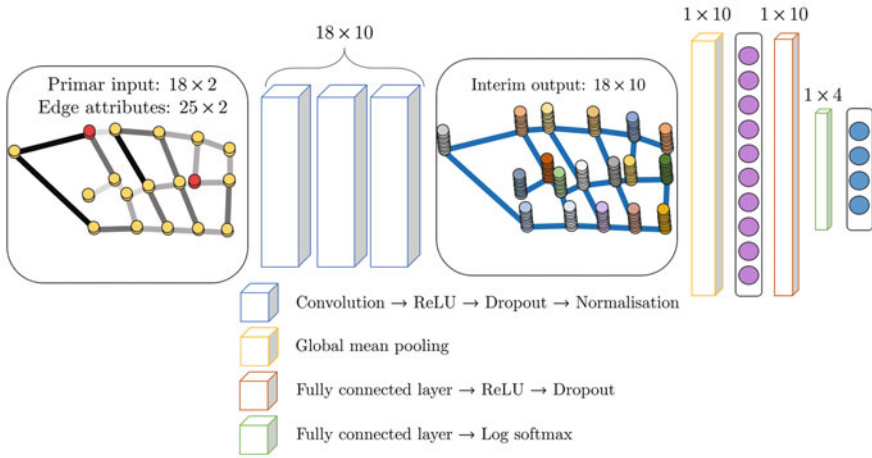 1 × 10
1 × 10
18 × 10
Primar input: 18 × 2
Edge attributes: 25 × 2
Interim output: 18 × 10
1 × 4
Convolution → ReLU → Dropout → Normalisation
Global mean pooling
Fully connected layer → ReLU → Dropout
Fully connected layer → Log softmax